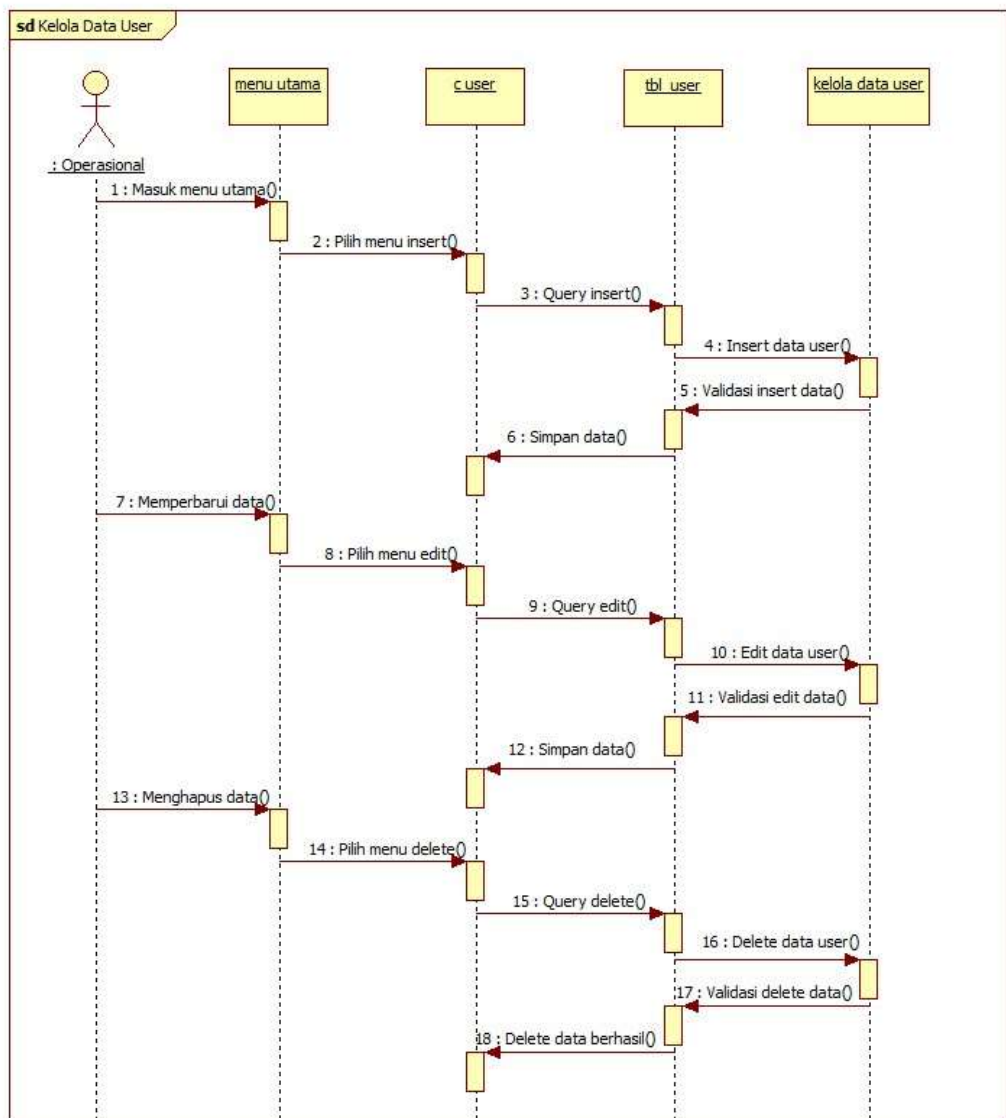 sd Kelola Data User
menu utama
c user
tbl user
kelola data user
: Operasional
1 : Masuk menu utama()
2 : Pilih menu insert()
3 : Query insert()
4 : Insert data user()
5 : Validasi insert data()
6 : Simpan data()
7 : Memperbarui data()
8 : Pilih menu edit()
9 : Query edit()
10 : Edit data user()
11 : Validasi edit data()
12 : Simpan data()
13 : Menghapus data()
14 : Pilih menu delete()
15 : Query delete()
16 : Delete data user()
17 : Validasi delete data()
18 : Delete data berhasil()